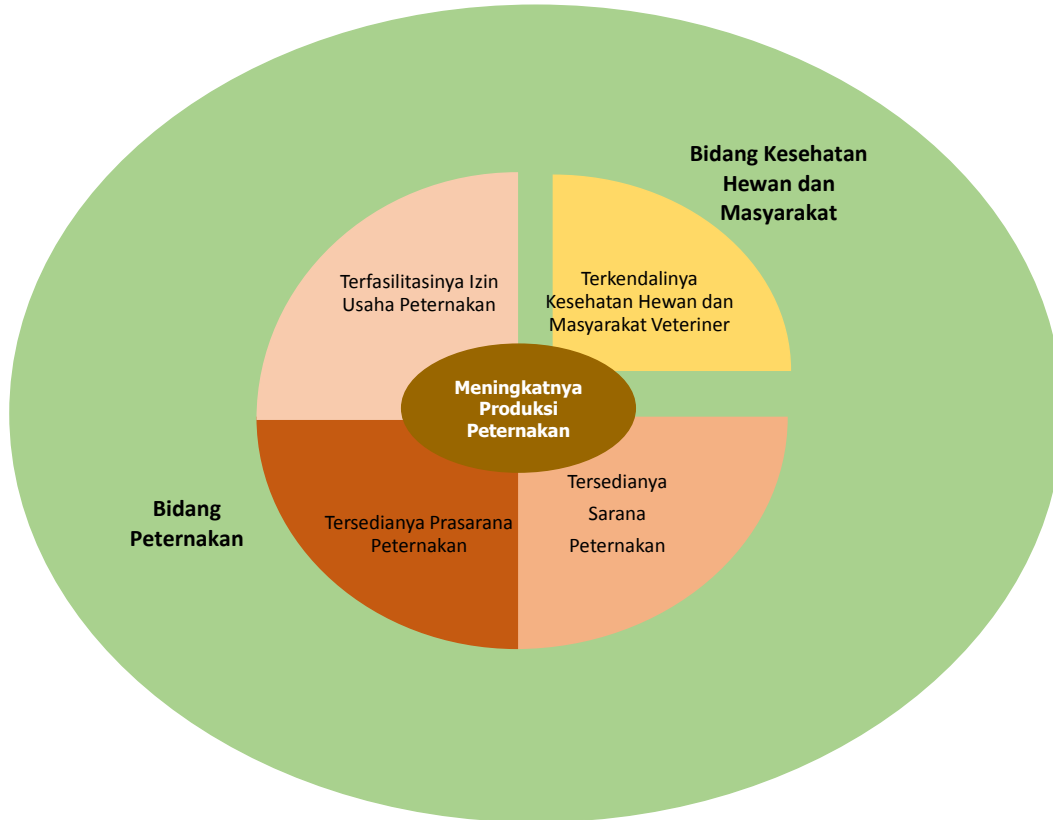 Bidang Kesehatan
Hewan dan
Masyarakat
Terfasilitasinya Izin
Usaha Peternakan
Terkendalinya
Kesehatan Hewan dan
Masyarakat Veteriner
Meningkatnya
Produksi
Peternakan
Bidang
Peternakan
Tersedianya Prasarana
Peternakan
Tersedianya
Sarana
Peternakan